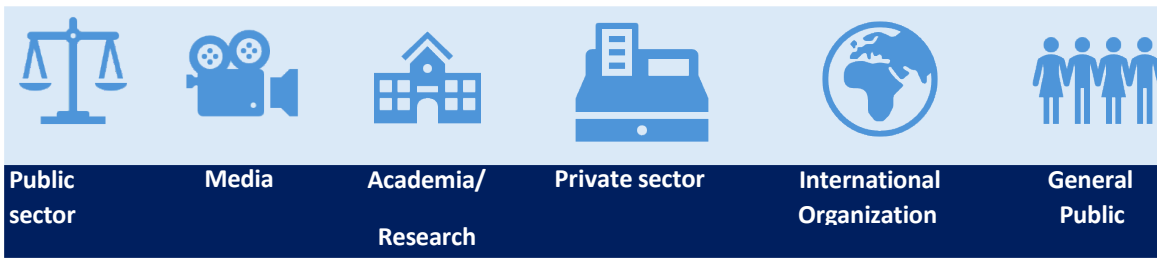 Public
sector
Media
Academia/
Research
Private sector
International
Organization
General
Public